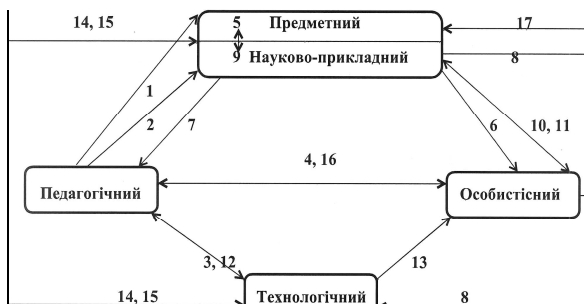 14, 15
5 Предметний
17
9 Науково-прикладний
8
1
2
7
6
10, 11
4, 16
Педагогічний
Особистісний
3, 12
13
14, 15
Технологічний
8